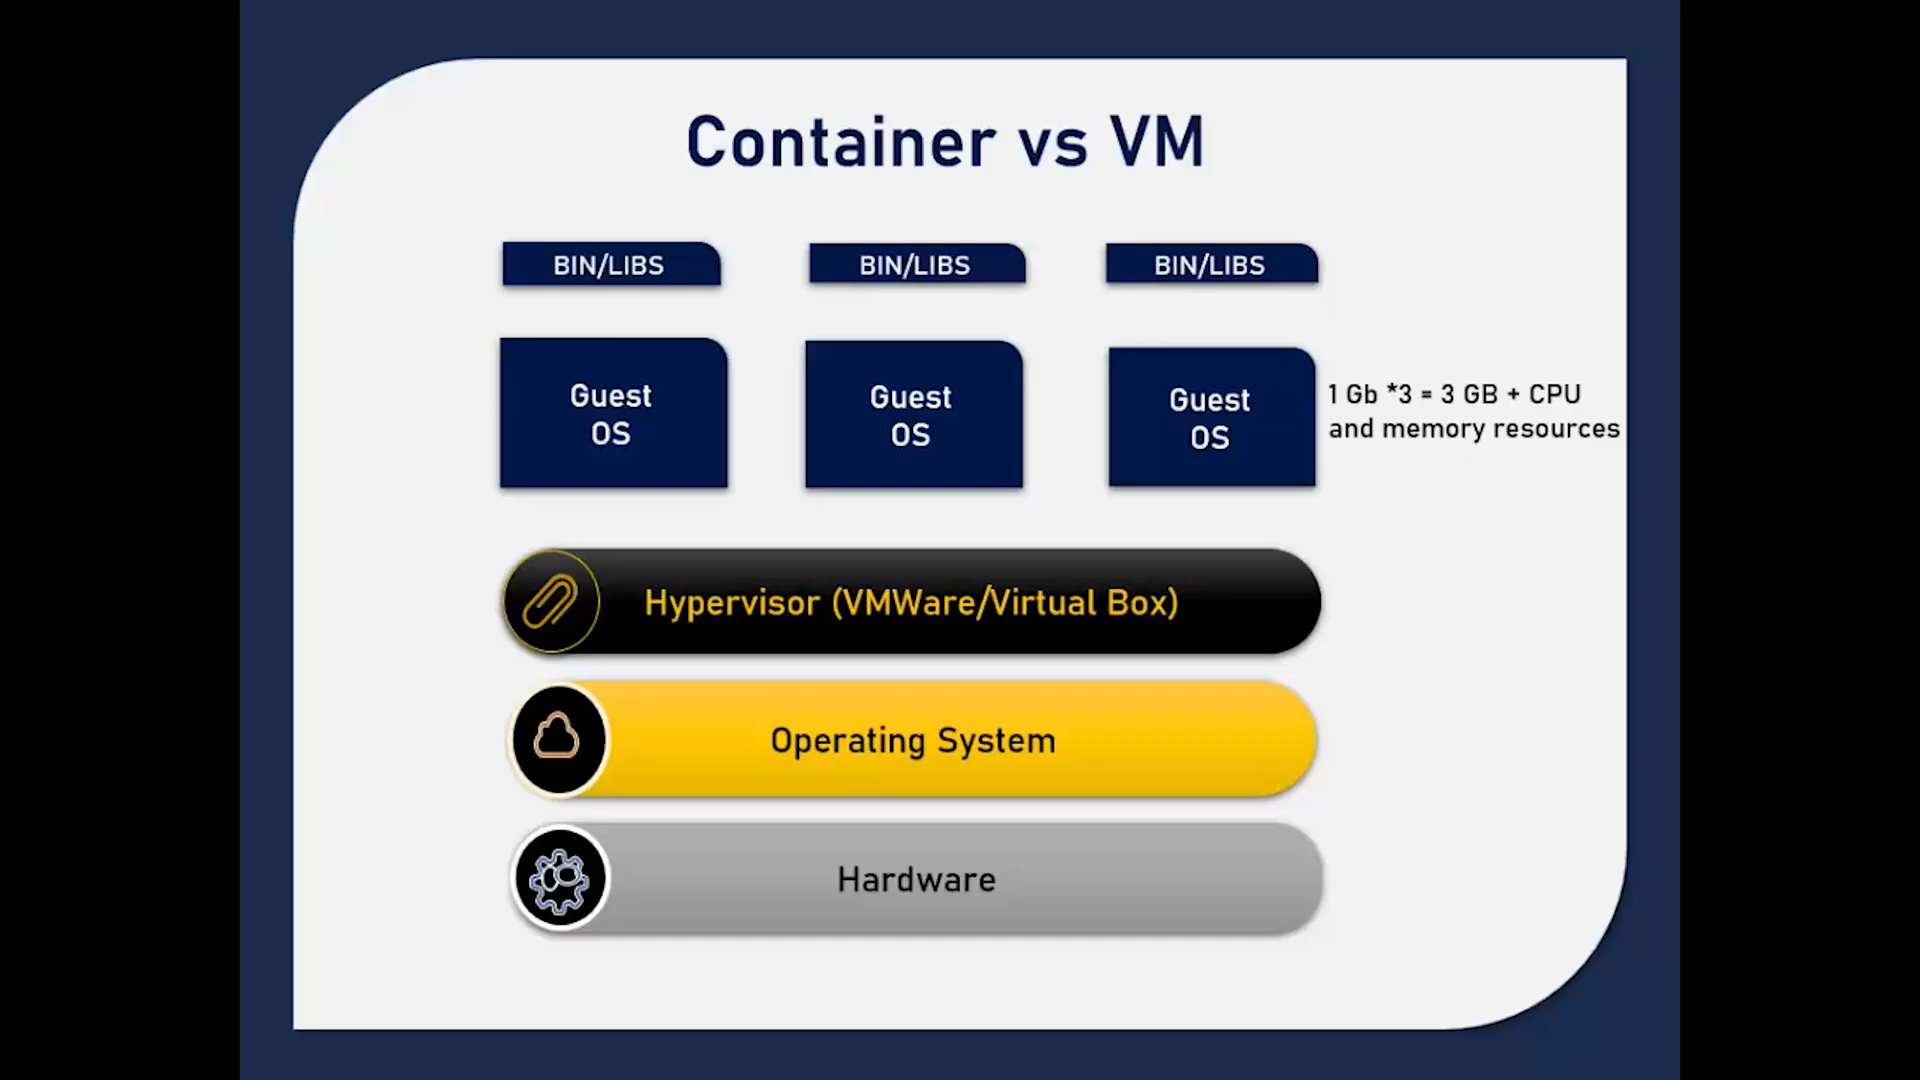 Container vs VM
BIN/LIBS
BIN/LIBS
BIN/LIBS
Guest
OS
Guest
OS
Guest
OS
1 Gb *3 = 3 GB + CPU
and memory resources
Hypervisor (VMWare/Virtual Box)
Operating System
Hardware